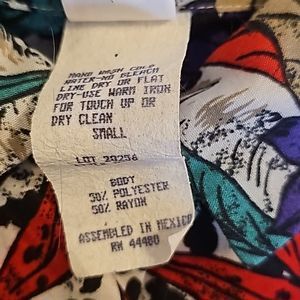 HAND WASH COLD
WATER-NO BLEACH
LINE DRY OR FLAT
DRY-USE WARM IRON
FOR TOUCH UP OR
DRY CLEAN
SMALL
LOT 29256
BODY
50% POLYESTER
50% RAYON
ASSEMBLED IN MEXICO
RN 44480